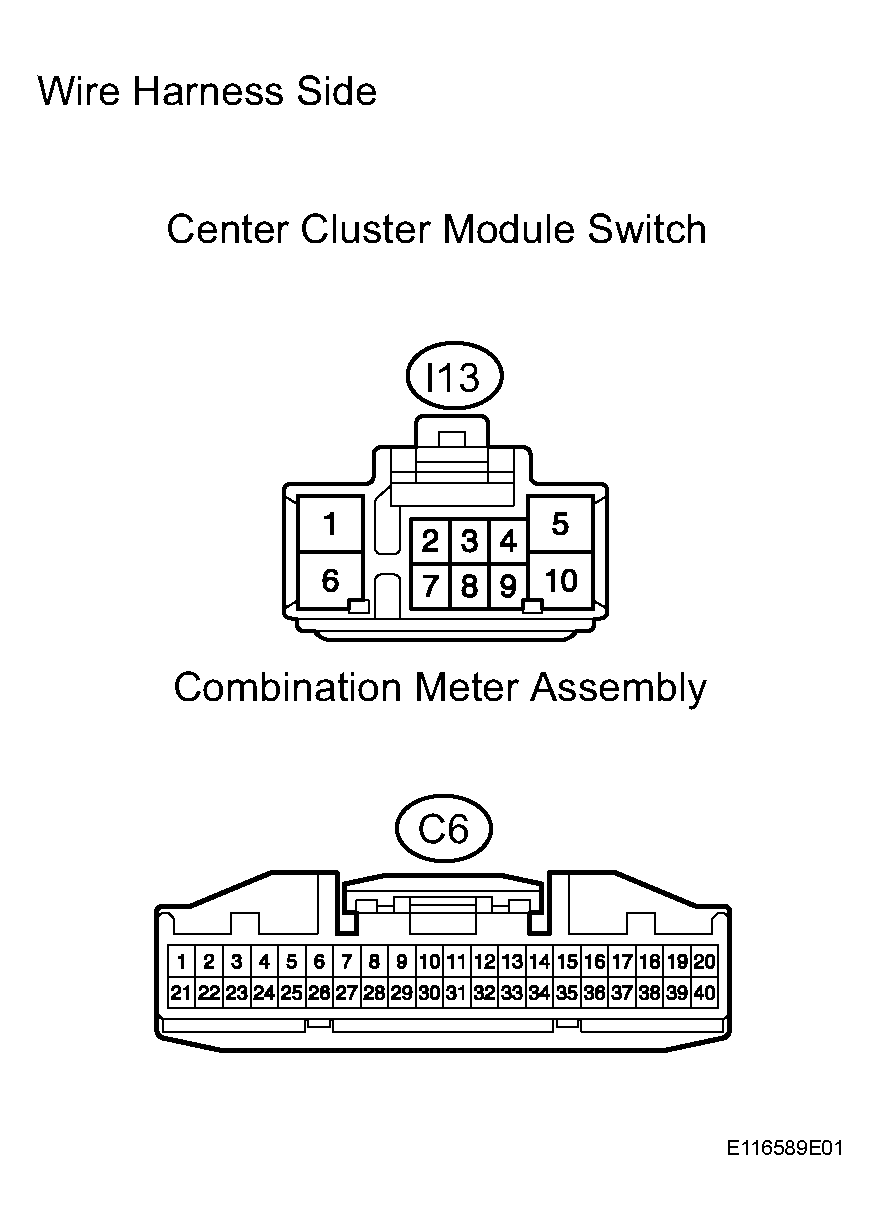 Wire Harness Side
Center Cluster Module Switch
I13
1 2 3 4 5
6 7 8 9 10
Combination Meter Assembly
C6
1 2 3 4 5 6 7 8 9 10 11 12 13 14 15 16 17 18 19 20
21 22 23 24 25 26 27 28 29 30 31 32 33 34 35 36 37 38 39 40
E116589E01